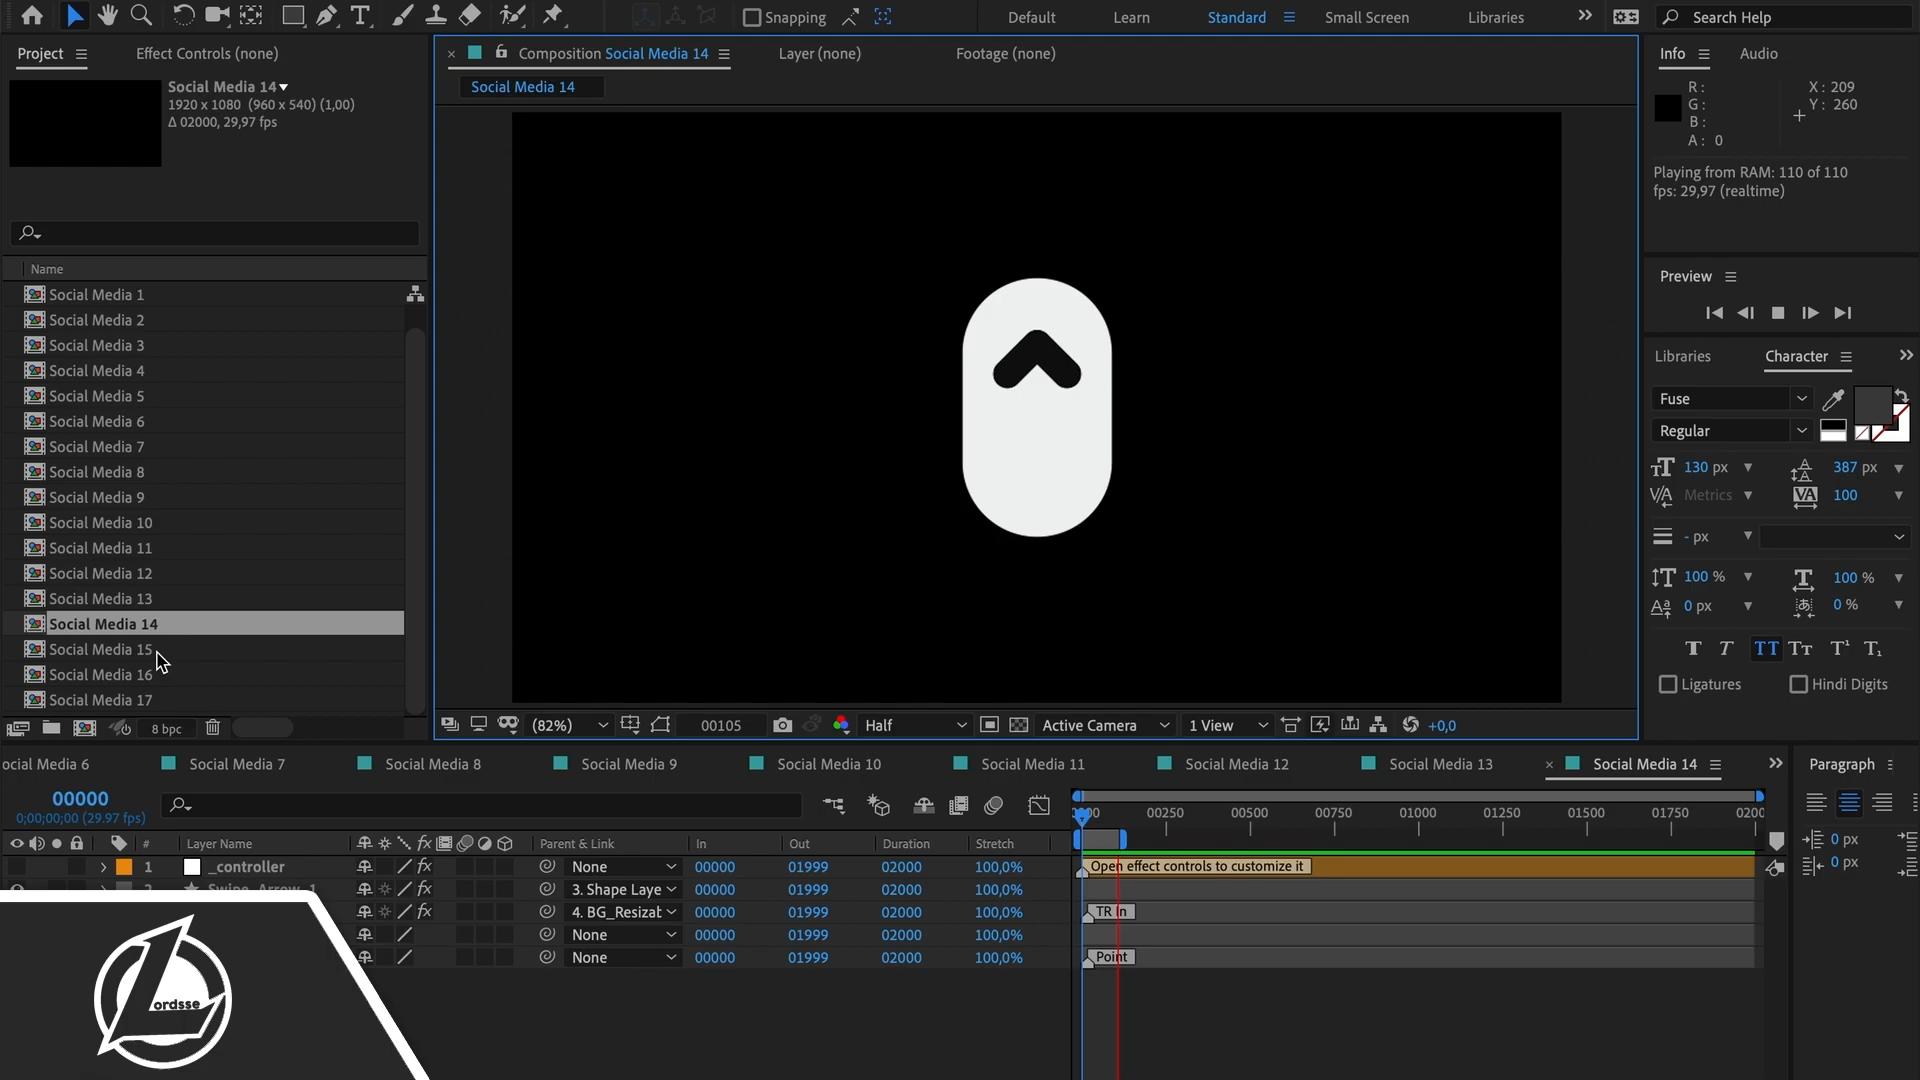 Snapping
Default
Learn
Standard
Small Screen
Libraries
Search Help
Project
Effect Controls (none)
Composition Social Media 14
Layer (none)
Footage (none)
Info
Audio
Social Media 14
1920 x 1080 (960 x 540) (1,00)
Δ 02000, 29,97 fps
Social Media 14
R :
G :
B :
A : 0
X : 209
Y : 260
Playing from RAM: 110 of 110
fps: 29,97 (realtime)
Name
Social Media 1
Social Media 2
Social Media 3
Social Media 4
Social Media 5
Social Media 6
Social Media 7
Social Media 8
Social Media 9
Social Media 10
Social Media 11
Social Media 12
Social Media 13
Social Media 14
Social Media 15
Social Media 16
Social Media 17
8 bpc
Preview
Libraries
Character
Fuse
Regular
130 px
387 px
Metrics
100
- px
100 %
100 %
0 px
0 %
Ligatures
Hindi Digits
(82%)
00105
Half
Active Camera
1 View
+0,0
ocial Media 6
Social Media 7
Social Media 8
Social Media 9
Social Media 10
Social Media 11
Social Media 12
Social Media 13
Social Media 14
Paragraph
00000
0;00;00;00 (29.97 fps)
00250
00500
00750
01000
01250
01500
01750
0200
#
Layer Name
Parent & Link
In
Out
Duration
Stretch
0 px
0 px
1 _controller None 00000 01999 02000 100,0%
Open effect controls to customize it
2 Swipe_Arrow_1 3. Shape Laye 00000 01999 02000 100,0%
4. BG_Resizat 00000 01999 02000 100,0%
TR In
None 00000 01999 02000 100,0%
None 00000 01999 02000 100,0%
Point
Lordsse